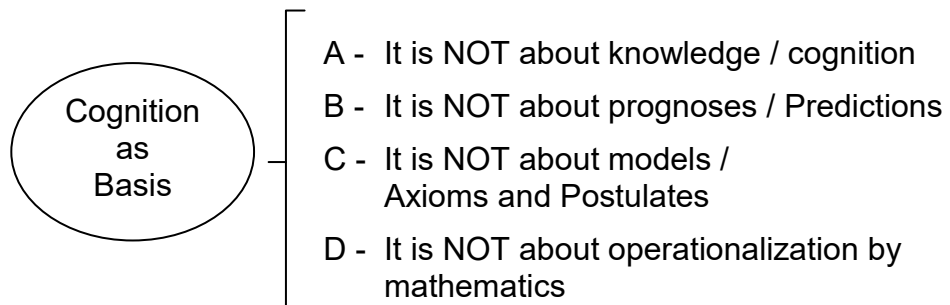 Cognition
as
Basis
A - It is NOT about knowledge / cognition
B - It is NOT about prognoses / Predictions
C - It is NOT about models /
Axioms and Postulates
D - It is NOT about operationalization by
mathematics